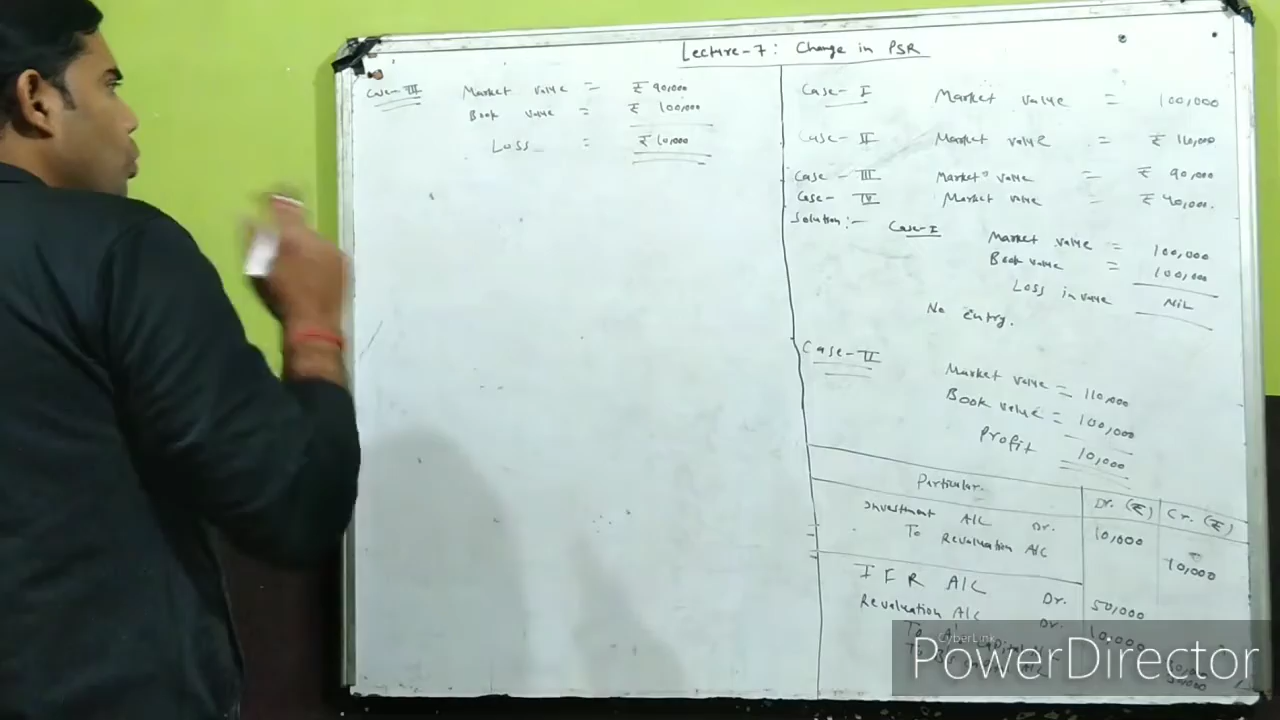 Lecture-7: Change in PSR
Case-III Market value = ₹ 90,000
Book value = ₹ 100,000
Loss = ₹ 10,000
Case-I Market value = 100,000
Case-II Market value = ₹ 110,000
Case-III Market value = ₹ 90,000
Case-IV Market value = ₹ 40,000.
Solution:- Case-I Market value = 100,000
Book value = 100,000
Loss in value NiL
No Entry.
Case-II
Market value = 110,000
Book value = 100,000
Profit 10,000
Particular. Dr. (₹) Cr. (₹)
Investment A/C Dr. 10,000
To Revaluation A/C 10,000
I F R A/C Dr. 50,000
Revaluation A/C Dr. 10,000
CyberLink
PowerDirector